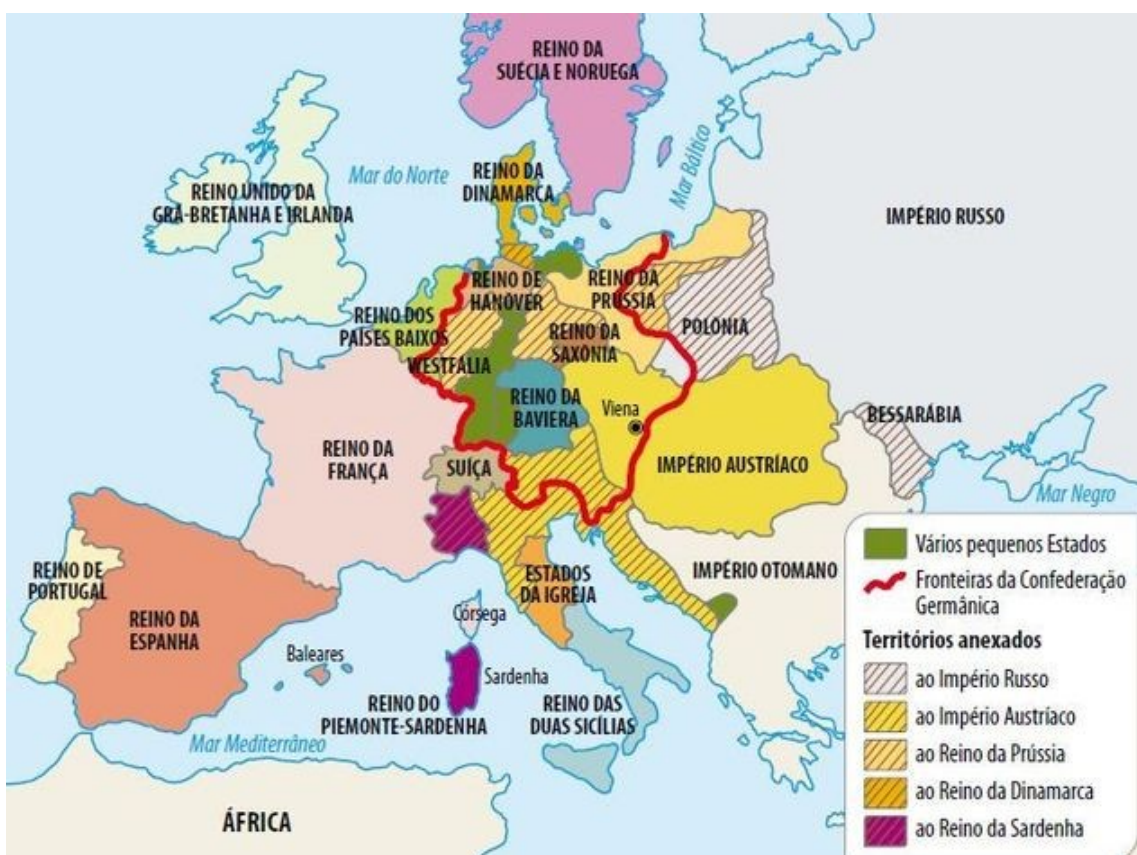 REINO DA
SUÉCIA E NORUEGA
Mar Báltico
Mar do Norte
REINO DA
DINAMARCA
REINO UNIDO DA
GRÃ-BRETANHA E IRLANDA
IMPÉRIO RUSSO
REINO DE
HANÔVER
REINO DA
PRÚSSIA
REINO DOS
PAÍSES BAIXOS
POLÔNIA
REINO DA
SAXÔNIA
WESTFÁLIA
REINO DA
BAVIERA
Viena
BESSARÁBIA
REINO DA
FRANÇA
SUÍÇA
IMPÉRIO AUSTRÍACO
Mar Negro
REINO DE
PORTUGAL
REINO DA
ESPANHA
ESTADOS
DA IGREJA
IMPÉRIO OTOMANO
Córsega
Baleares
Sardenha
REINO DO
PIEMONTE-SARDENHA
REINO DAS
DUAS SICÍLIAS
Mar Mediterrâneo
ÁFRICA
Vários pequenos Estados
Fronteiras da Confederação
Germânica
Territórios anexados
ao Império Russo
ao Império Austríaco
ao Reino da Prússia
ao Reino da Dinamarca
ao Reino da Sardenha